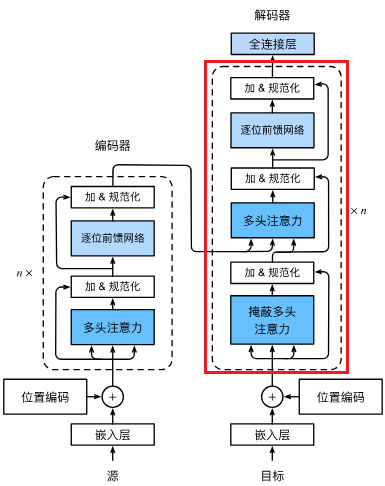 解码器
全连接层
加 & 规范化
逐位前馈网络
加 & 规范化
多头注意力
加 & 规范化
掩蔽多头
注意力
× n
位置编码
+
嵌入层
目标
编码器
加 & 规范化
逐位前馈网络
加 & 规范化
多头注意力
n ×
位置编码
+
嵌入层
源